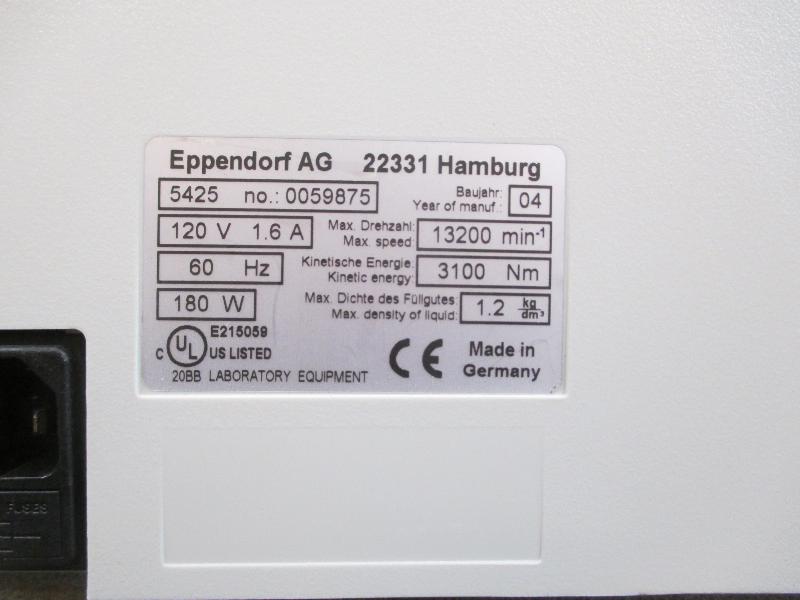 Eppendorf AG 22331 Hamburg
5425 no.: 0059875
Baujahr:
Year of manuf.: 04
120 V 1.6 A
Max. Drehzahl:
Max. speed: 13200 min⁻¹
60 Hz
Kinetische Energie:
Kinetic energy: 3100 Nm
180 W
Max. Dichte des Füllgutes:
Max. density of liquid: 1.2 kg/dm³
E215059
C UL US LISTED
20BB LABORATORY EQUIPMENT
CE
Made in
Germany
FUSES